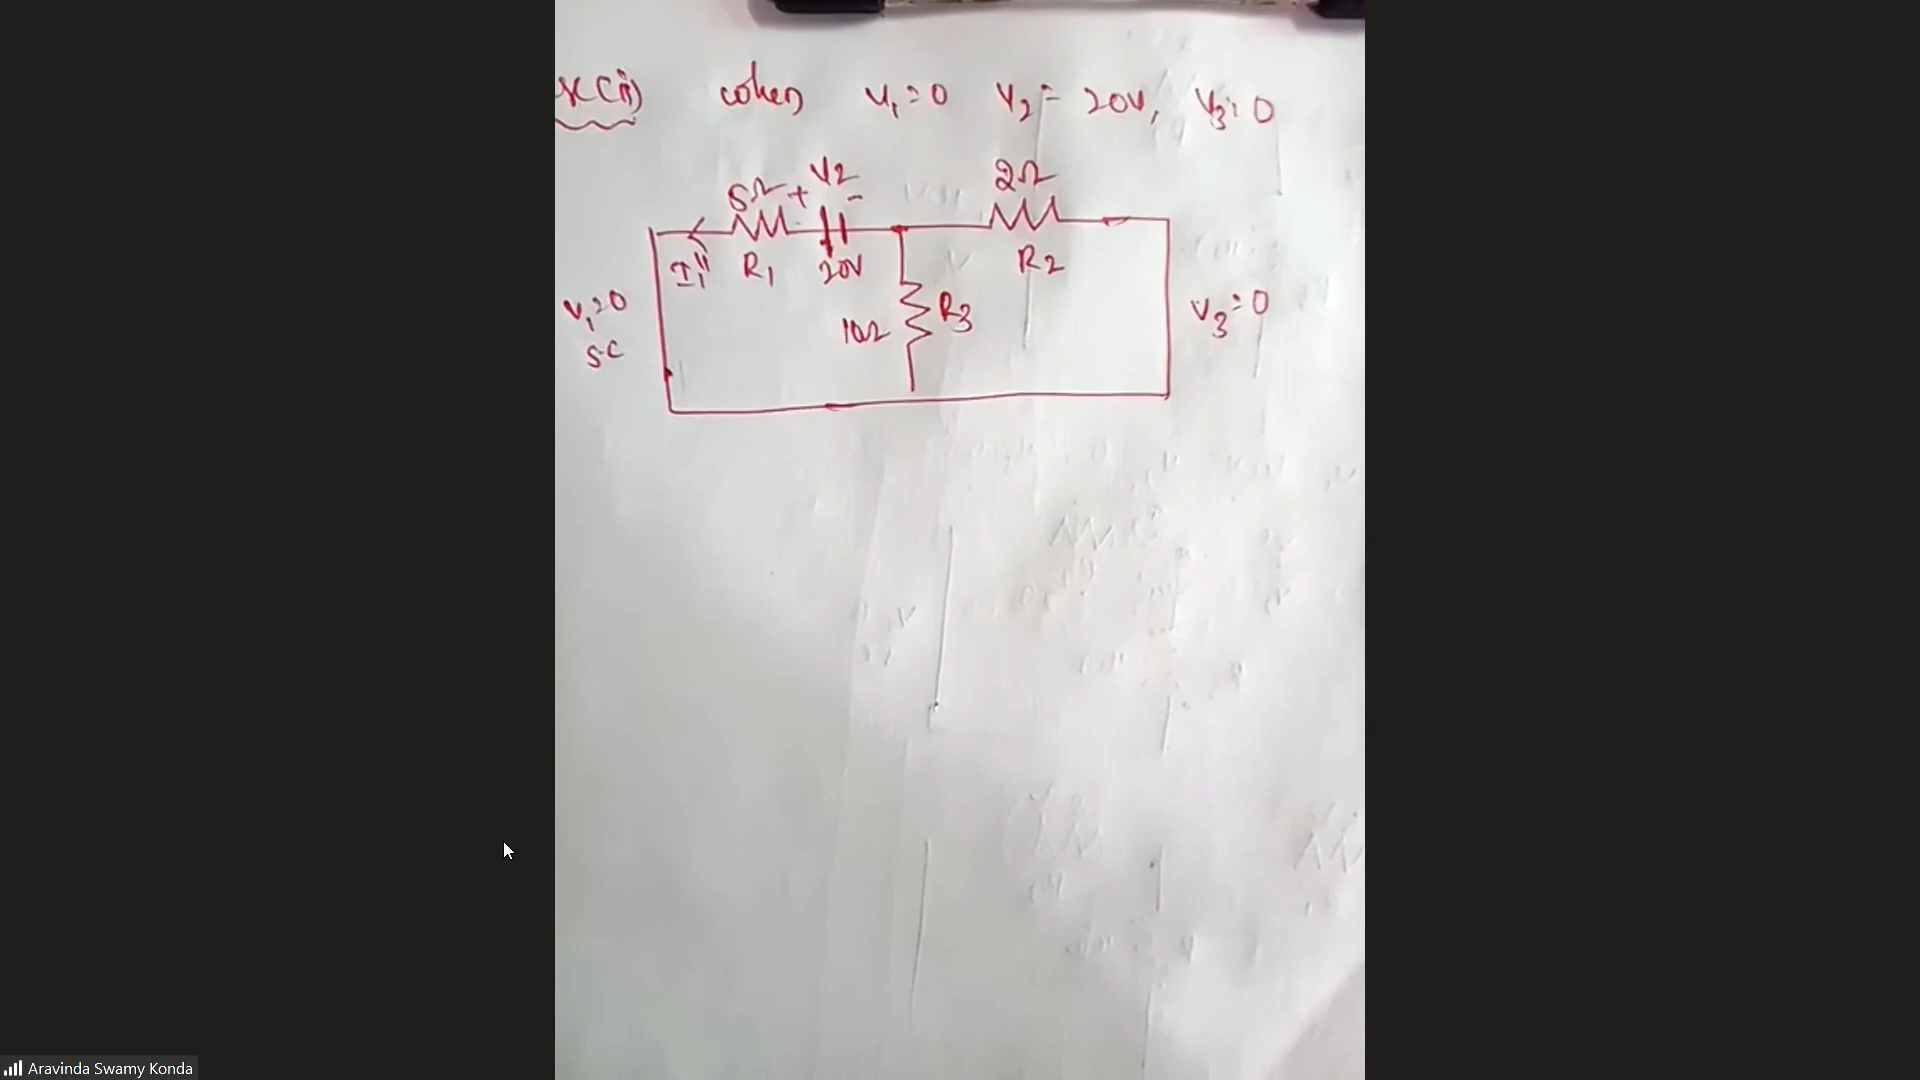 (ii) when V₁=0 V₂= 20V, V₃=0
5Ω + V2 - 2Ω
I₁'' R₁ 20V R2
V₁=0
S.C
10Ω R3
V₃=0
Aravinda Swamy Konda